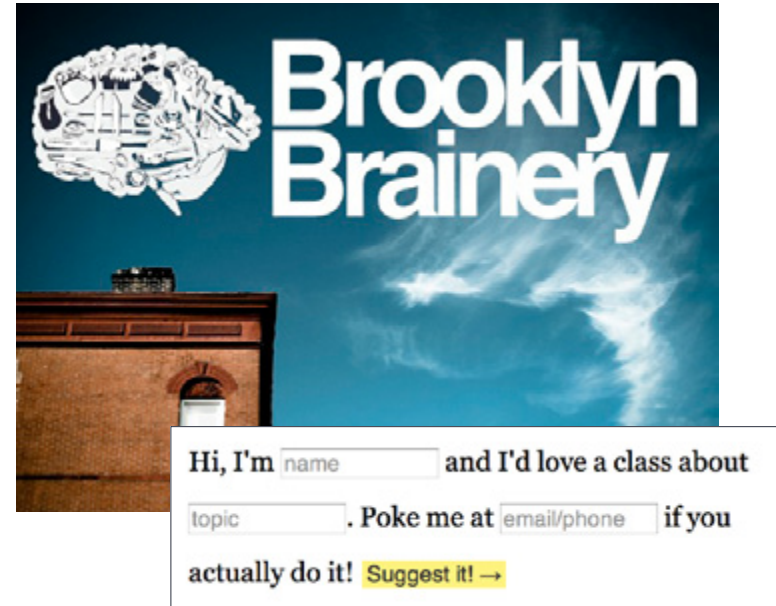 Brooklyn
Brainery
Hi, I'm name and I'd love a class about
topic . Poke me at email/phone if you
actually do it! Suggest it! →